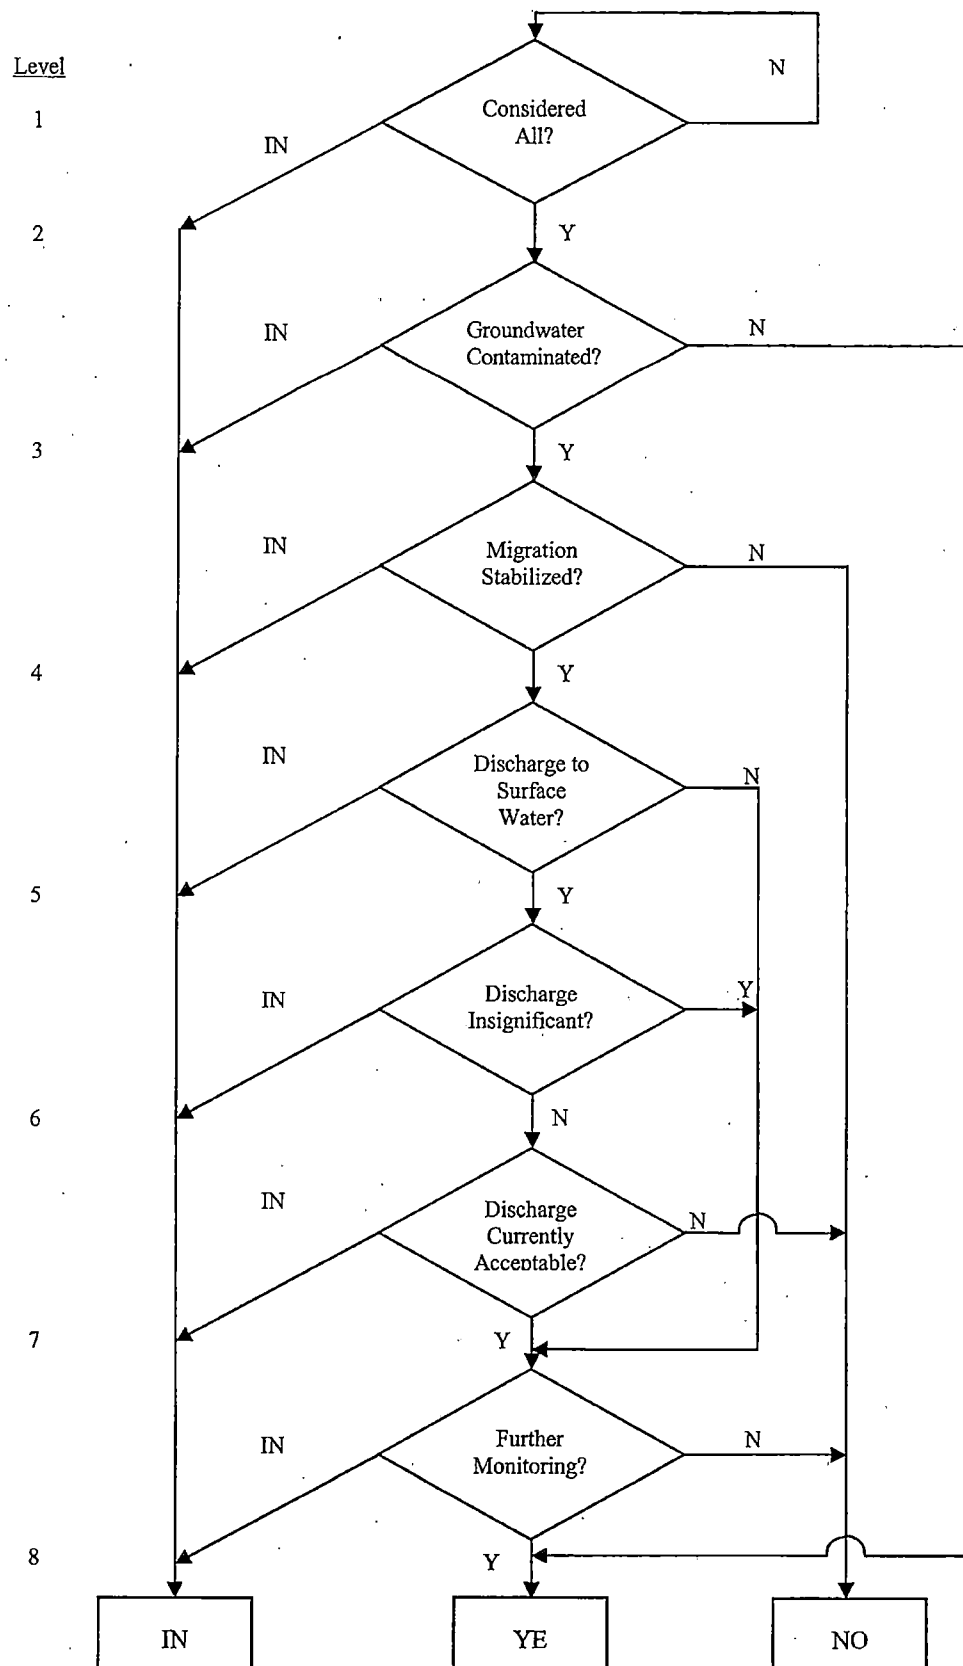 Level
N
1
Considered
All?
IN
2
Y
IN
Groundwater
Contaminated?
N
3
Y
IN
Migration
Stabilized?
N
4
Y
IN
Discharge to
Surface
Water?
N
5
Y
IN
Discharge
Insignificant?
Y
6
N
IN
Discharge
Currently
Acceptable?
N
7
Y
IN
Further
Monitoring?
N
8
Y
IN
YE
NO